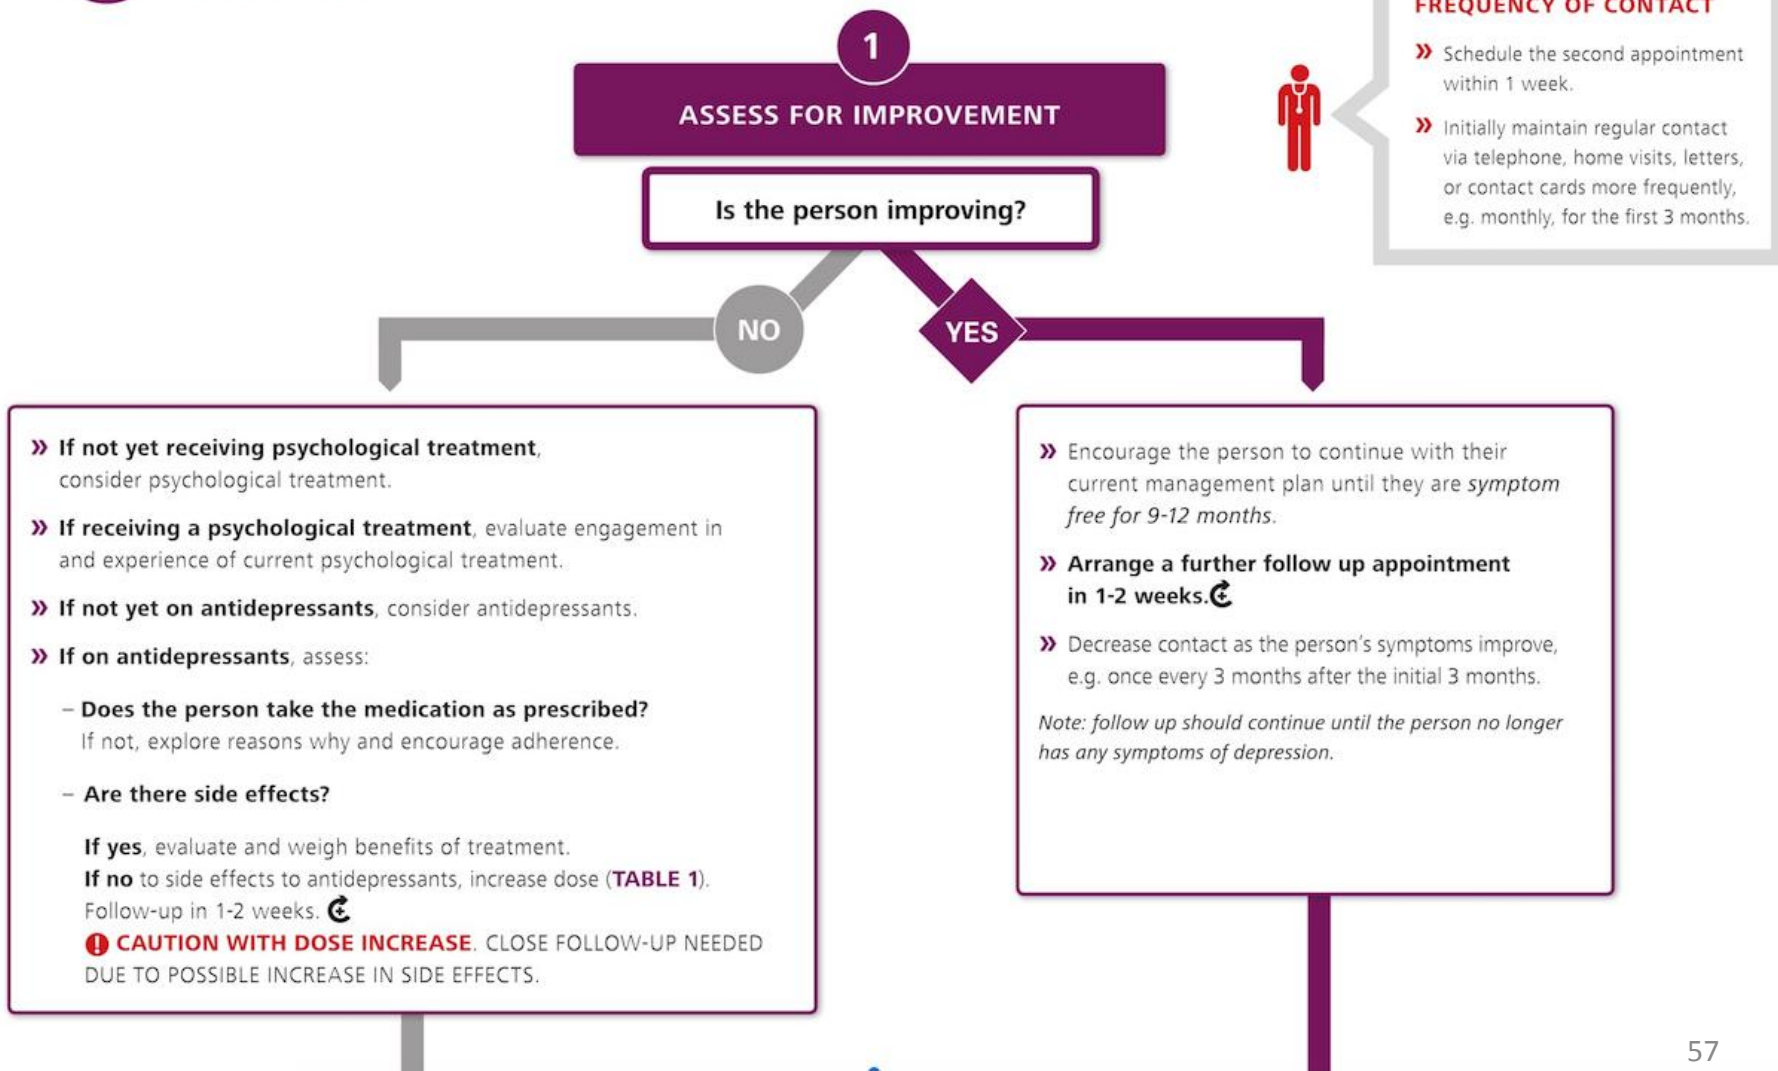 FREQUENCY OF CONTACT
» Schedule the second appointment
within 1 week.
» Initially maintain regular contact
via telephone, home visits, letters,
or contact cards more frequently,
e.g. monthly, for the first 3 months.
1
ASSESS FOR IMPROVEMENT
Is the person improving?
NO
YES
» If not yet receiving psychological treatment,
consider psychological treatment.
» If receiving a psychological treatment, evaluate engagement in
and experience of current psychological treatment.
» If not yet on antidepressants, consider antidepressants.
» If on antidepressants, assess:
– Does the person take the medication as prescribed?
If not, explore reasons why and encourage adherence.
– Are there side effects?
If yes, evaluate and weigh benefits of treatment.
If no to side effects to antidepressants, increase dose (TABLE 1).
Follow-up in 1-2 weeks.
! CAUTION WITH DOSE INCREASE. CLOSE FOLLOW-UP NEEDED
DUE TO POSSIBLE INCREASE IN SIDE EFFECTS.
» Encourage the person to continue with their
current management plan until they are symptom
free for 9-12 months.
» Arrange a further follow up appointment
in 1-2 weeks.
» Decrease contact as the person's symptoms improve,
e.g. once every 3 months after the initial 3 months.
Note: follow up should continue until the person no longer
has any symptoms of depression.
57